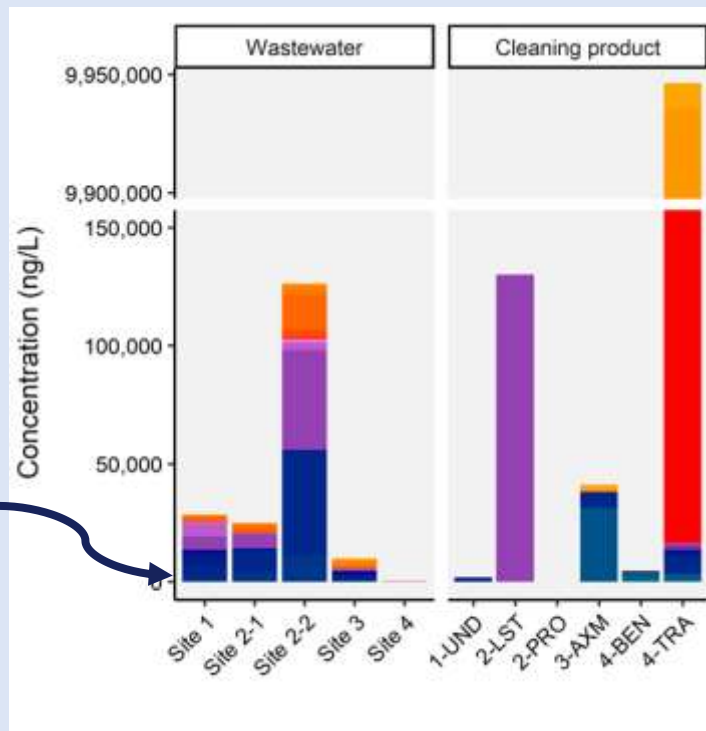 Wastewater
Cleaning product
Concentration (ng/L)
9,950,000
9,900,000
150,000
100,000
50,000
0
Site 1
Site 2-1
Site 2-2
Site 3
Site 4
1-UND
2-LST
2-PRO
3-AXM
4-BEN
4-TRA